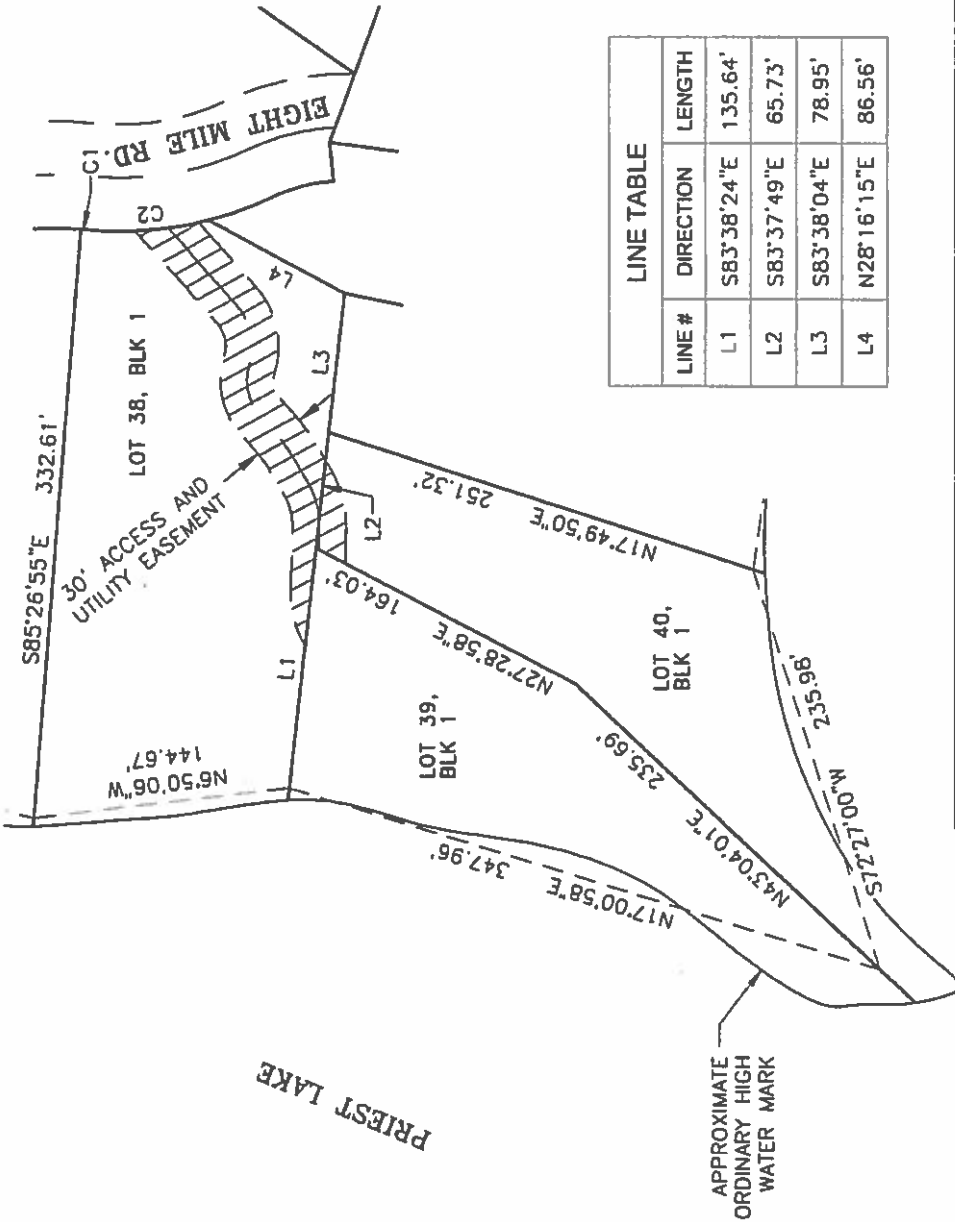 EIGHT MILE RD.
C1
C2
S85°26'55"E 332.61'
LOT 38, BLK 1
30' ACCESS AND
UTILITY EASEMENT
L4
L3
L2
L1
N6°50'06"W
144.67'
LOT 39,
BLK 1
N17°00'58"E 347.96'
N27°28'58"E 164.03'
N43°04'01"E 235.69'
N17°49'50"E 251.32'
LOT 40,
BLK 1
S72°27'00"W 235.98'
PRIEST LAKE
APPROXIMATE
ORDINARY HIGH
WATER MARK
LINE TABLE
LINE # DIRECTION LENGTH
L1 S83°38'24"E 135.64'
L2 S83°37'49"E 65.73'
L3 S83°38'04"E 78.95'
L4 N28°16'15"E 86.56'